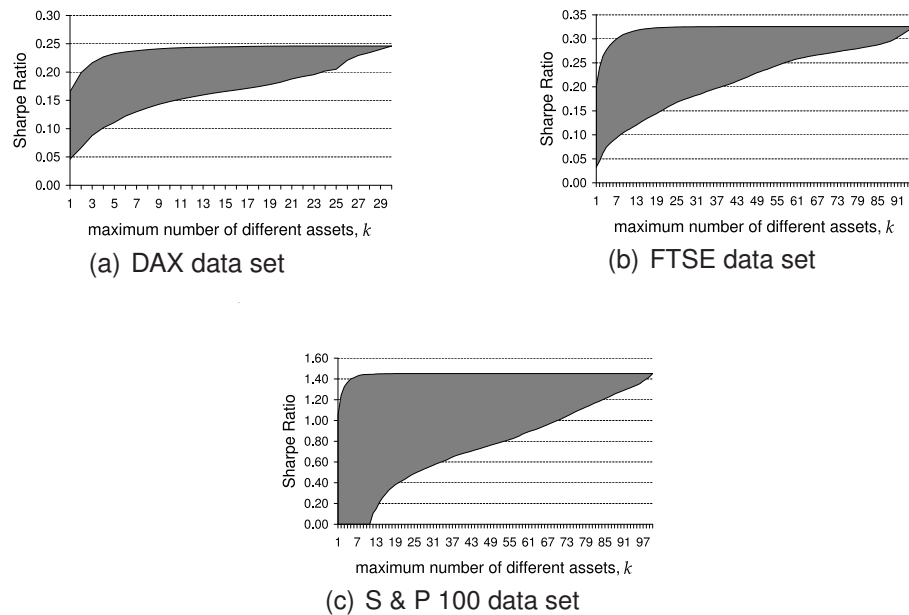 0.30
0.25
0.20
0.15
0.10
0.05
0.00
Sharpe Ratio
1 3 5 7 9 11 13 15 17 19 21 23 25 27 29
maximum number of different assets, k
(a) DAX data set
0.35
0.30
0.25
0.20
0.15
0.10
0.05
0.00
Sharpe Ratio
1 7 13 19 25 31 37 43 49 55 61 67 73 79 85 91
maximum number of different assets, k
(b) FTSE data set
1.60
1.40
1.20
1.00
0.80
0.60
0.40
0.20
0.00
Sharpe Ratio
1 7 13 19 25 31 37 43 49 55 61 67 73 79 85 91 97
maximum number of different assets, k
(c) S & P 100 data set